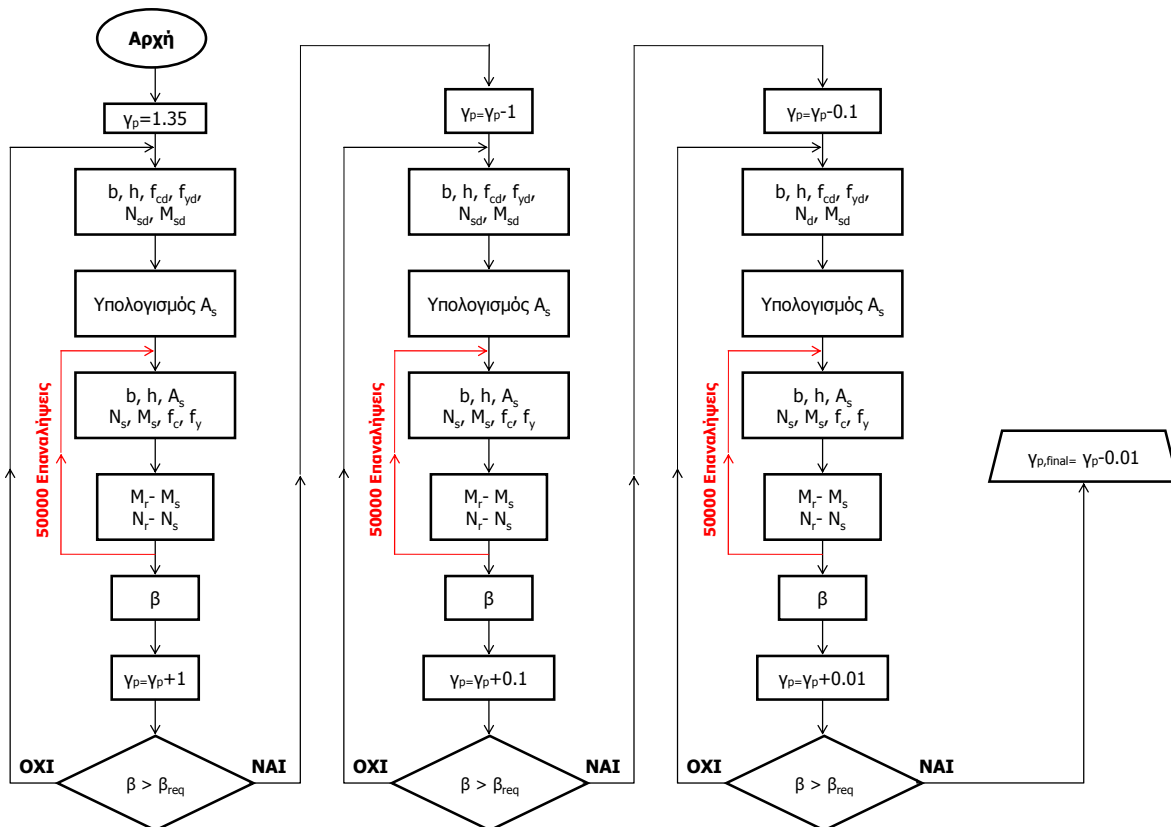 Αρχή
γp=1.35
b, h, fcd, fyd,
Nsd, Msd
Υπολογισμός As
50000 Επαναλήψεις
b, h, As
Ns, Ms, fc, fy
Mr- Ms
Nr- Ns
β
γp=γp+1
ΟΧΙ
β > βreq
ΝΑΙ
γp=γp-1
b, h, fcd, fyd,
Nsd, Msd
Υπολογισμός As
50000 Επαναλήψεις
b, h, As
Ns, Ms, fc, fy
Mr- Ms
Nr- Ns
β
γp=γp+0.1
ΟΧΙ
β > βreq
ΝΑΙ
γp=γp-0.1
b, h, fcd, fyd,
Nd, Msd
Υπολογισμός As
50000 Επαναλήψεις
b, h, As
Ns, Ms, fc, fy
Mr- Ms
Nr- Ns
β
γp=γp+0.01
ΟΧΙ
β > βreq
ΝΑΙ
γp,final= γp-0.01